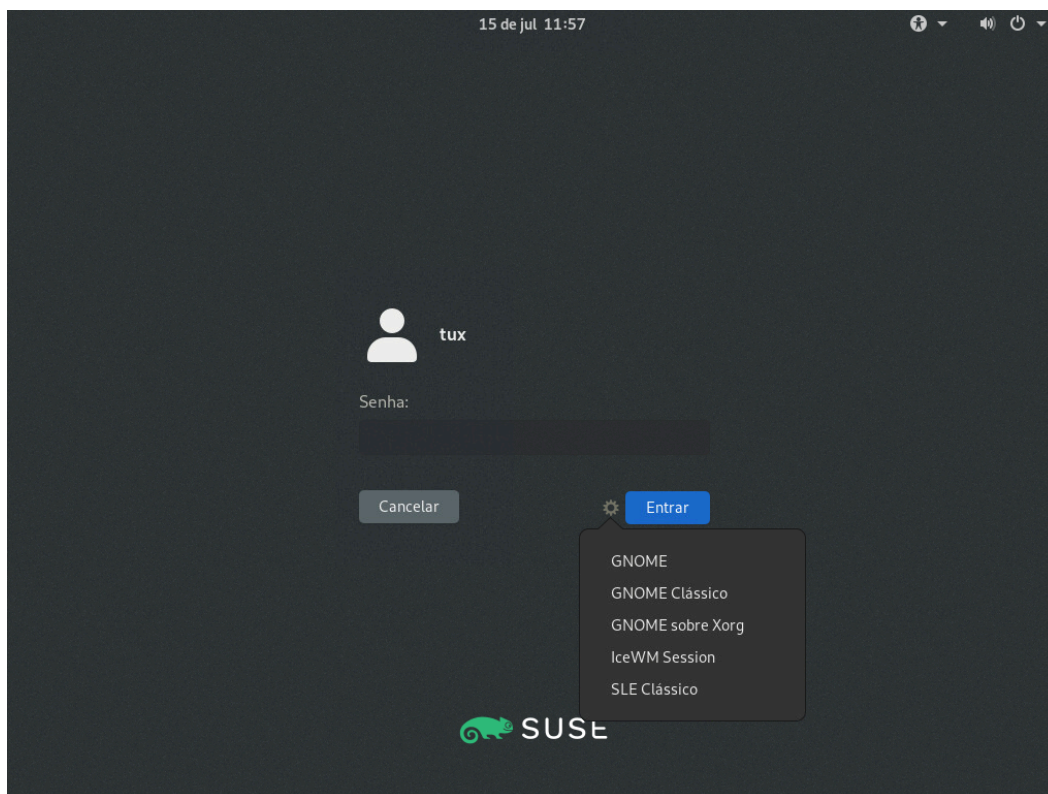 15 de jul 11:57
tux
Senha:
Cancelar
Entrar
GNOME
GNOME Clássico
GNOME sobre Xorg
IceWM Session
SLE Clássico
SUSE